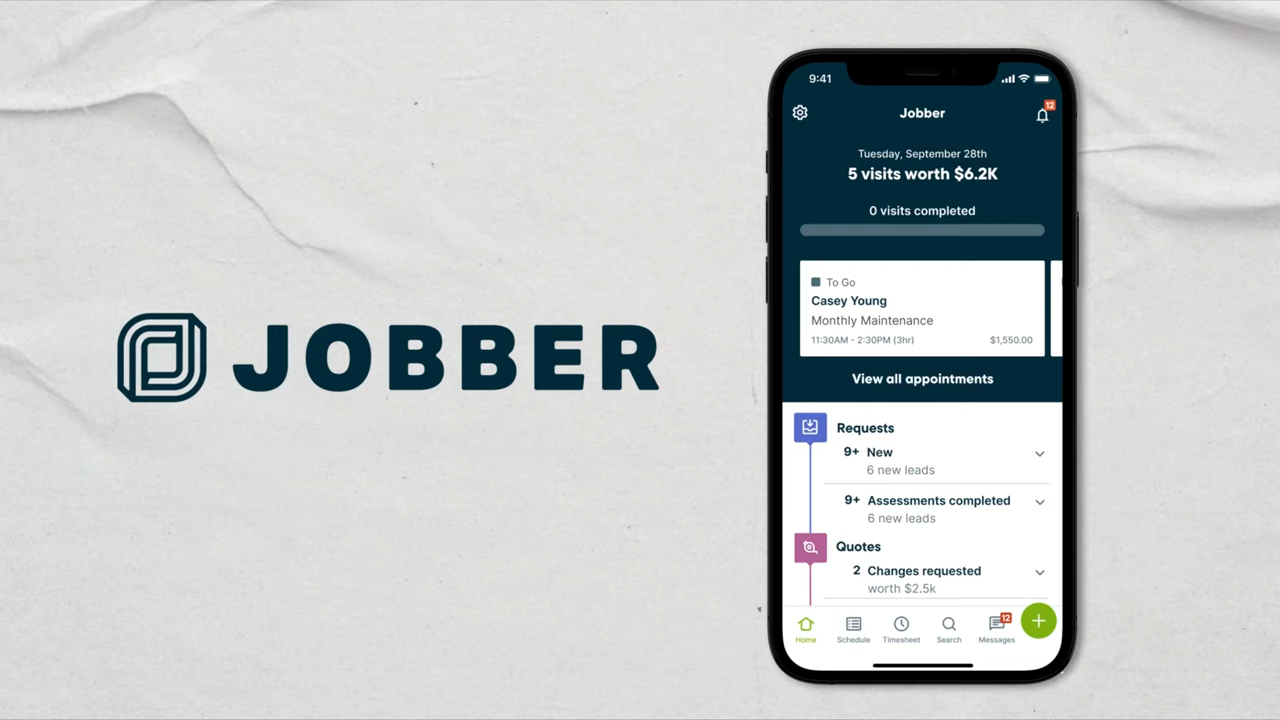 JOBBER
9:41
Jobber
12
Tuesday, September 28th
5 visits worth $6.2K
0 visits completed
To Go
Casey Young
Monthly Maintenance
11:30AM - 2:30PM (3hr) $1,550.00
View all appointments
Requests
9+ New
6 new leads
9+ Assessments completed
6 new leads
Quotes
2 Changes requested
worth $2.5k
12
Home Schedule Timesheet Search Messages